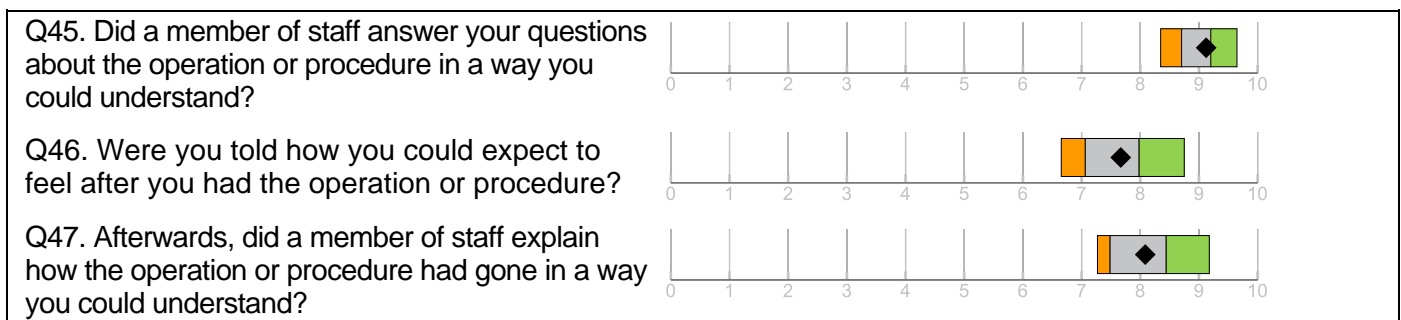 Q45. Did a member of staff answer your questions
about the operation or procedure in a way you
could understand?
0 1 2 3 4 5 6 7 8 9 10
Q46. Were you told how you could expect to
feel after you had the operation or procedure?
0 1 2 3 4 5 6 7 8 9 10
Q47. Afterwards, did a member of staff explain
how the operation or procedure had gone in a way
you could understand?
0 1 2 3 4 5 6 7 8 9 10